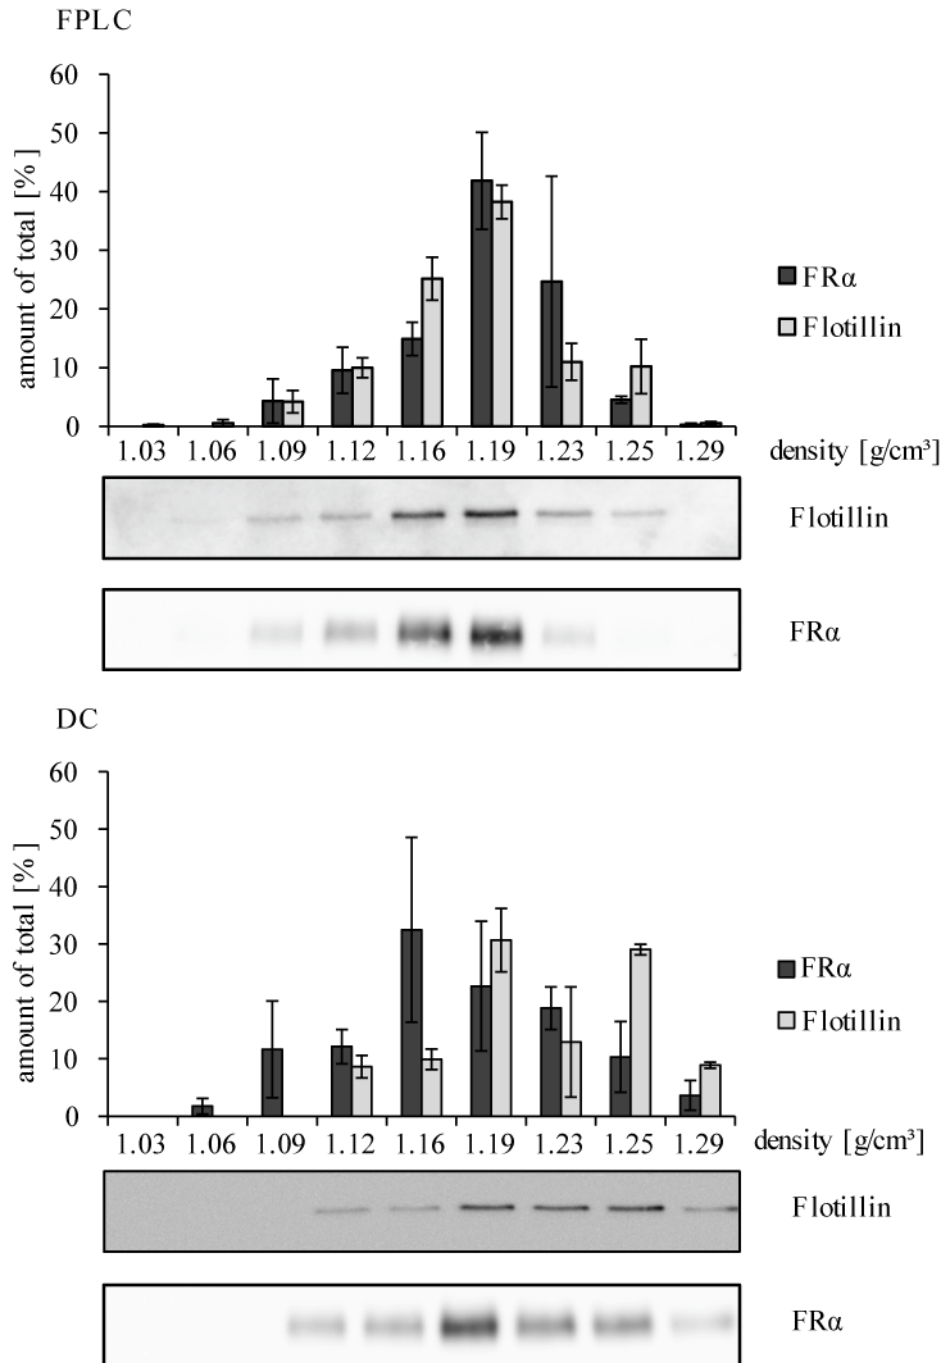 FPLC
60
50
40
30
20
10
0
amount of total [%]
FRα
Flotillin
1.03 1.06 1.09 1.12 1.16 1.19 1.23 1.25 1.29 density [g/cm³]
Flotillin
FRα
DC
60
50
40
30
20
10
0
amount of total [%]
FRα
Flotillin
1.03 1.06 1.09 1.12 1.16 1.19 1.23 1.25 1.29 density [g/cm³]
Flotillin
FRα